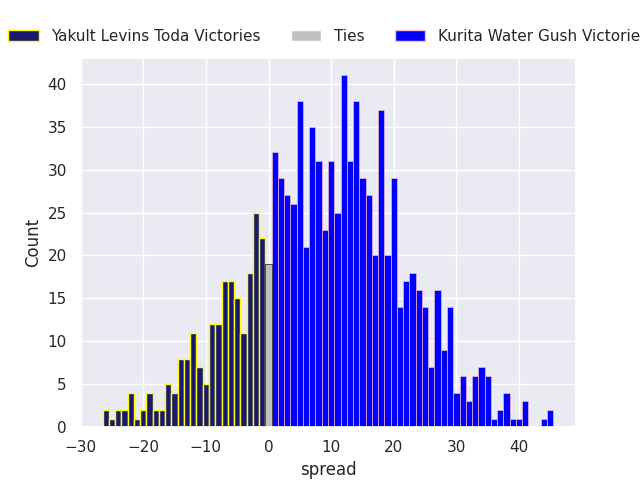 Yakult Levins Toda Victories Ties Kurita Water Gush Victorie
40
35
30
25
20
15
10
5
0
Count
−30 −20 −10 0 10 20 30 40
spread